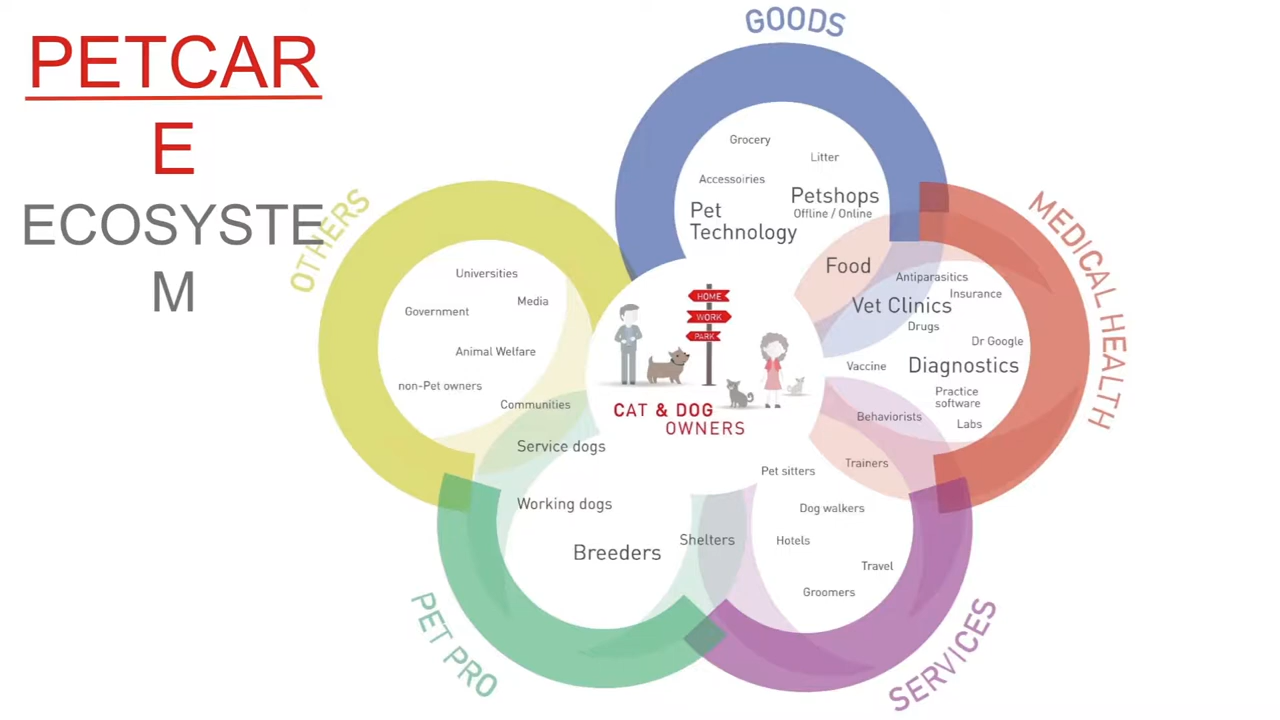 PETCAR
E
ECOSYSTE
M
GOODS
Grocery
Litter
Accessoiries
Petshops
Offline / Online
Pet
Technology
MEDICAL HEALTH
Food
Antiparasitics
Vet Clinics
Insurance
Drugs
Dr Google
Vaccine
Diagnostics
Practice
software
Behaviorists
Labs
OTHERS
Universities
Media
Government
Animal Welfare
non-Pet owners
Communities
HOME
WORK
PARK
CAT & DOG
OWNERS
Service dogs
Working dogs
Breeders
Shelters
PET PRO
Trainers
Pet sitters
Dog walkers
Hotels
Travel
Groomers
SERVICES